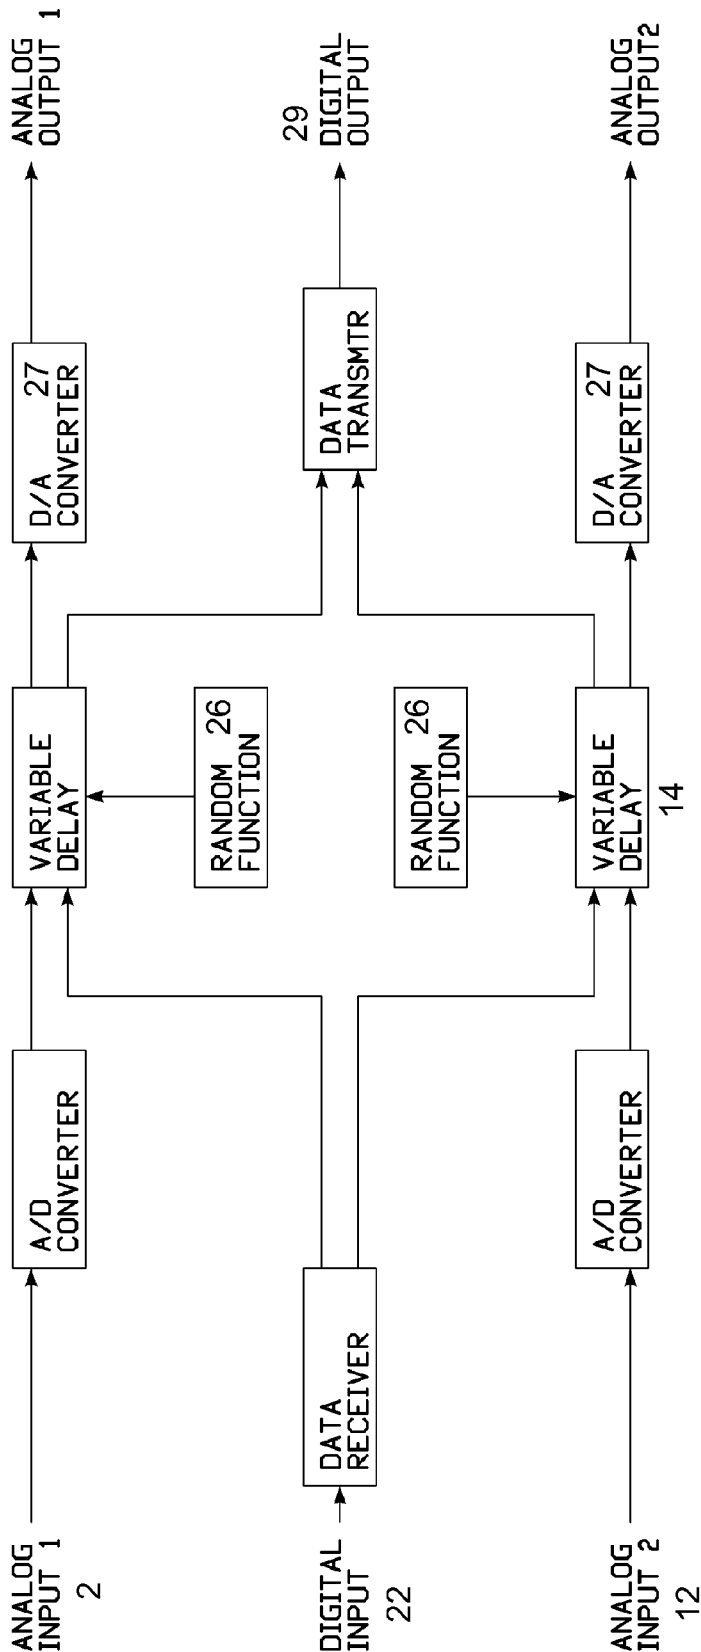 ANALOG
INPUT 1
2
A/D
CONVERTER
VARIABLE
DELAY
D/A 27
CONVERTER
ANALOG
OUTPUT 1
RANDOM 26
FUNCTION
DIGITAL
INPUT
22
DATA
RECEIVER
DATA
TRANSMTR
29
DIGITAL
OUTPUT
RANDOM 26
FUNCTION
ANALOG
INPUT 2
12
A/D
CONVERTER
VARIABLE
DELAY
14
D/A 27
CONVERTER
ANALOG
OUTPUT2